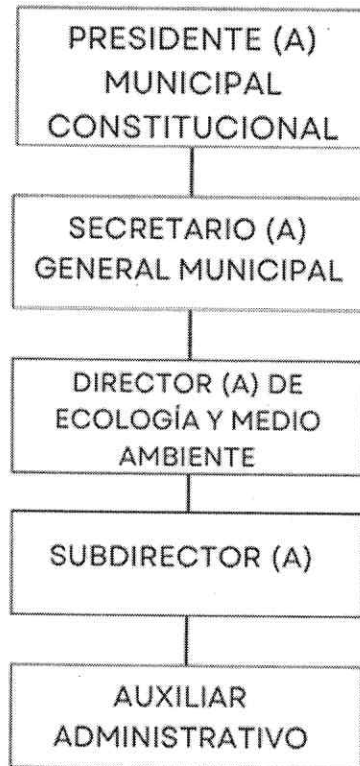 PRESIDENTE (A)
MUNICIPAL
CONSTITUCIONAL
SECRETARIO (A)
GENERAL MUNICIPAL
DIRECTOR (A) DE
ECOLOGÍA Y MEDIO
AMBIENTE
SUBDIRECTOR (A)
AUXILIAR
ADMINISTRATIVO